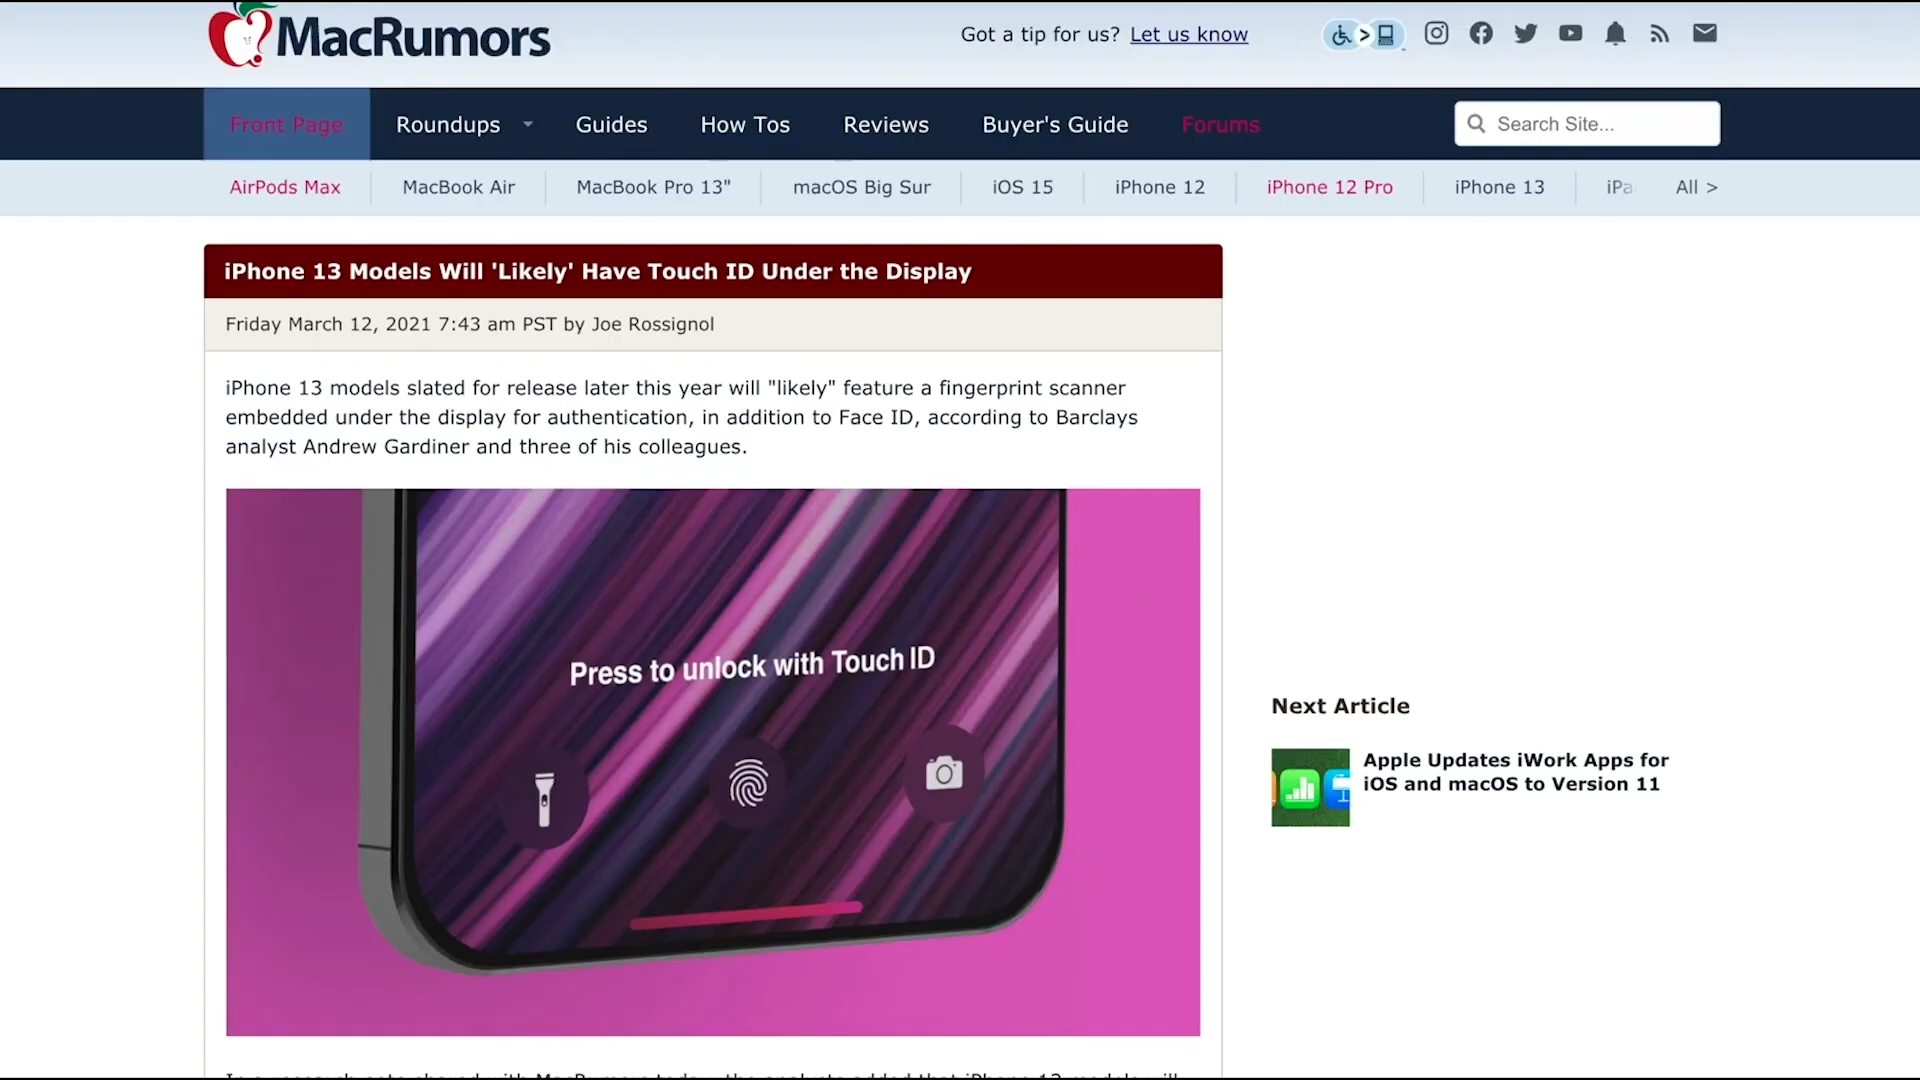 MacRumors
Got a tip for us? Let us know
Front Page
Roundups
Guides
How Tos
Reviews
Buyer's Guide
Forums
Search Site...
AirPods Max
MacBook Air
MacBook Pro 13"
macOS Big Sur
iOS 15
iPhone 12
iPhone 12 Pro
iPhone 13
iPa
All >
iPhone 13 Models Will 'Likely' Have Touch ID Under the Display
Friday March 12, 2021 7:43 am PST by Joe Rossignol
iPhone 13 models slated for release later this year will "likely" feature a fingerprint scanner
embedded under the display for authentication, in addition to Face ID, according to Barclays
analyst Andrew Gardiner and three of his colleagues.
Press to unlock with Touch ID
Next Article
Apple Updates iWork Apps for
iOS and macOS to Version 11